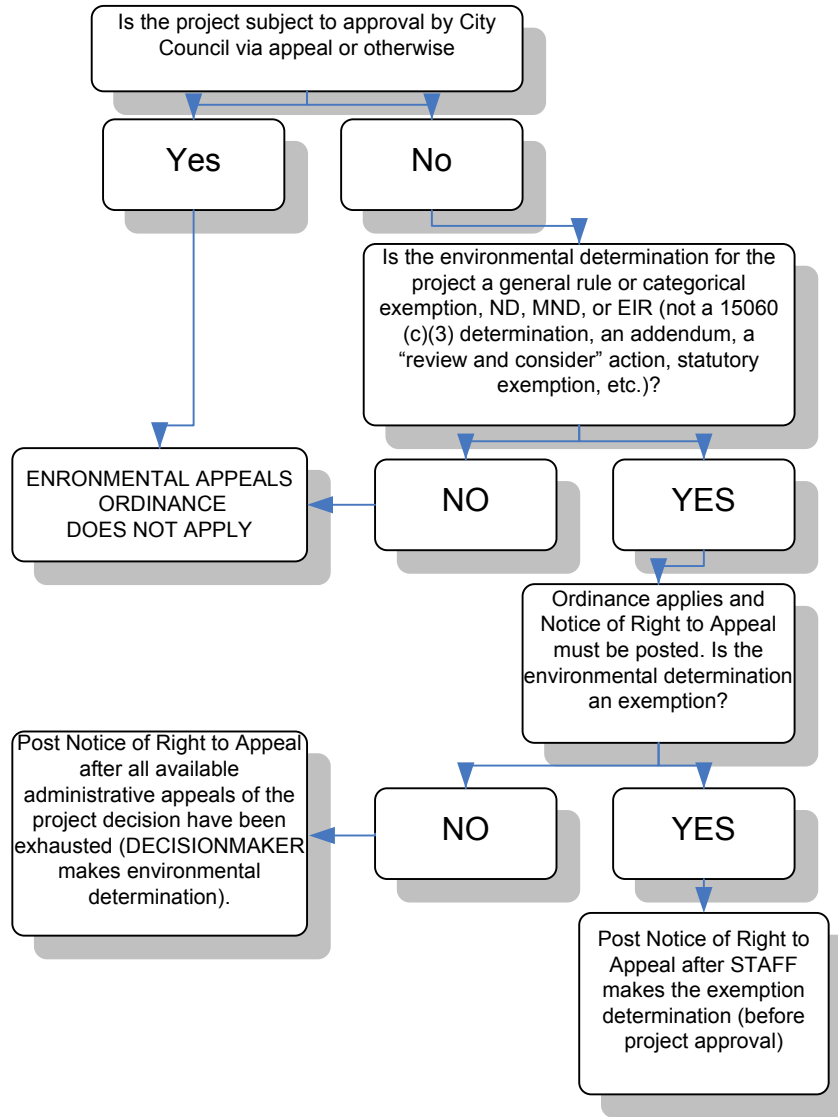 Is the project subject to approval by City
Council via appeal or otherwise
Yes
No
Is the environmental determination for the
project a general rule or categorical
exemption, ND, MND, or EIR (not a 15060
(c)(3) determination, an addendum, a
“review and consider” action, statutory
exemption, etc.)?
ENRONMENTAL APPEALS
ORDINANCE
DOES NOT APPLY
NO
YES
Ordinance applies and
Notice of Right to Appeal
must be posted. Is the
environmental determination
an exemption?
Post Notice of Right to Appeal
after all available
administrative appeals of the
project decision have been
exhausted (DECISIONMAKER
makes environmental
determination).
NO
YES
Post Notice of Right to
Appeal after STAFF
makes the exemption
determination (before
project approval)